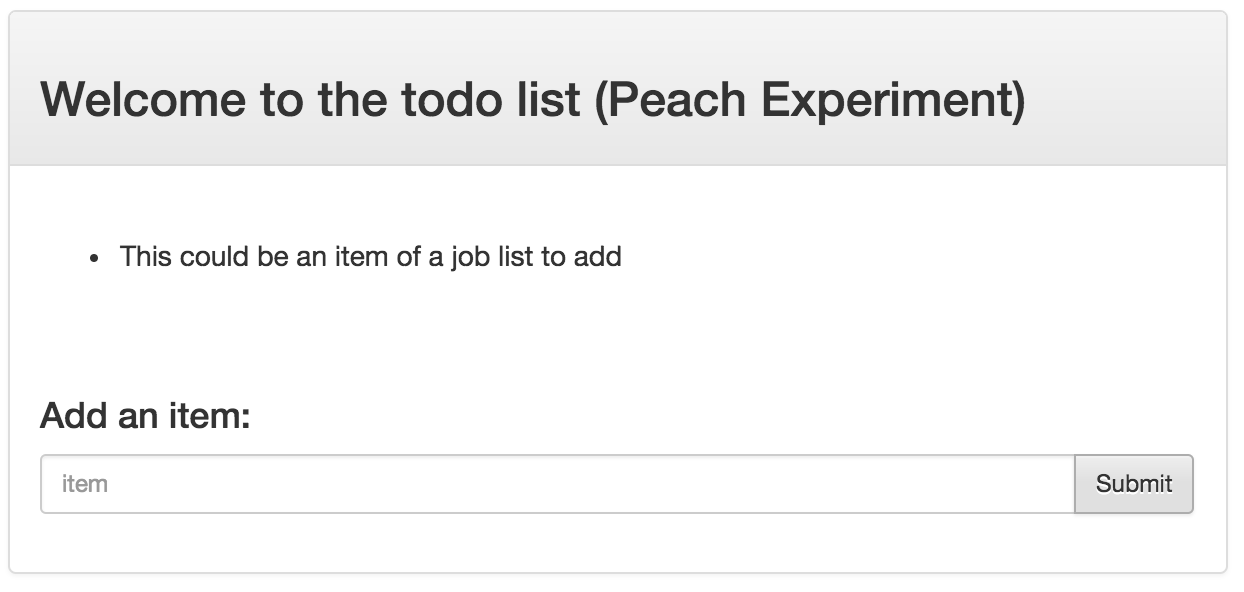 Welcome to the todo list (Peach Experiment)
• This could be an item of a job list to add
Add an item:
item
Submit